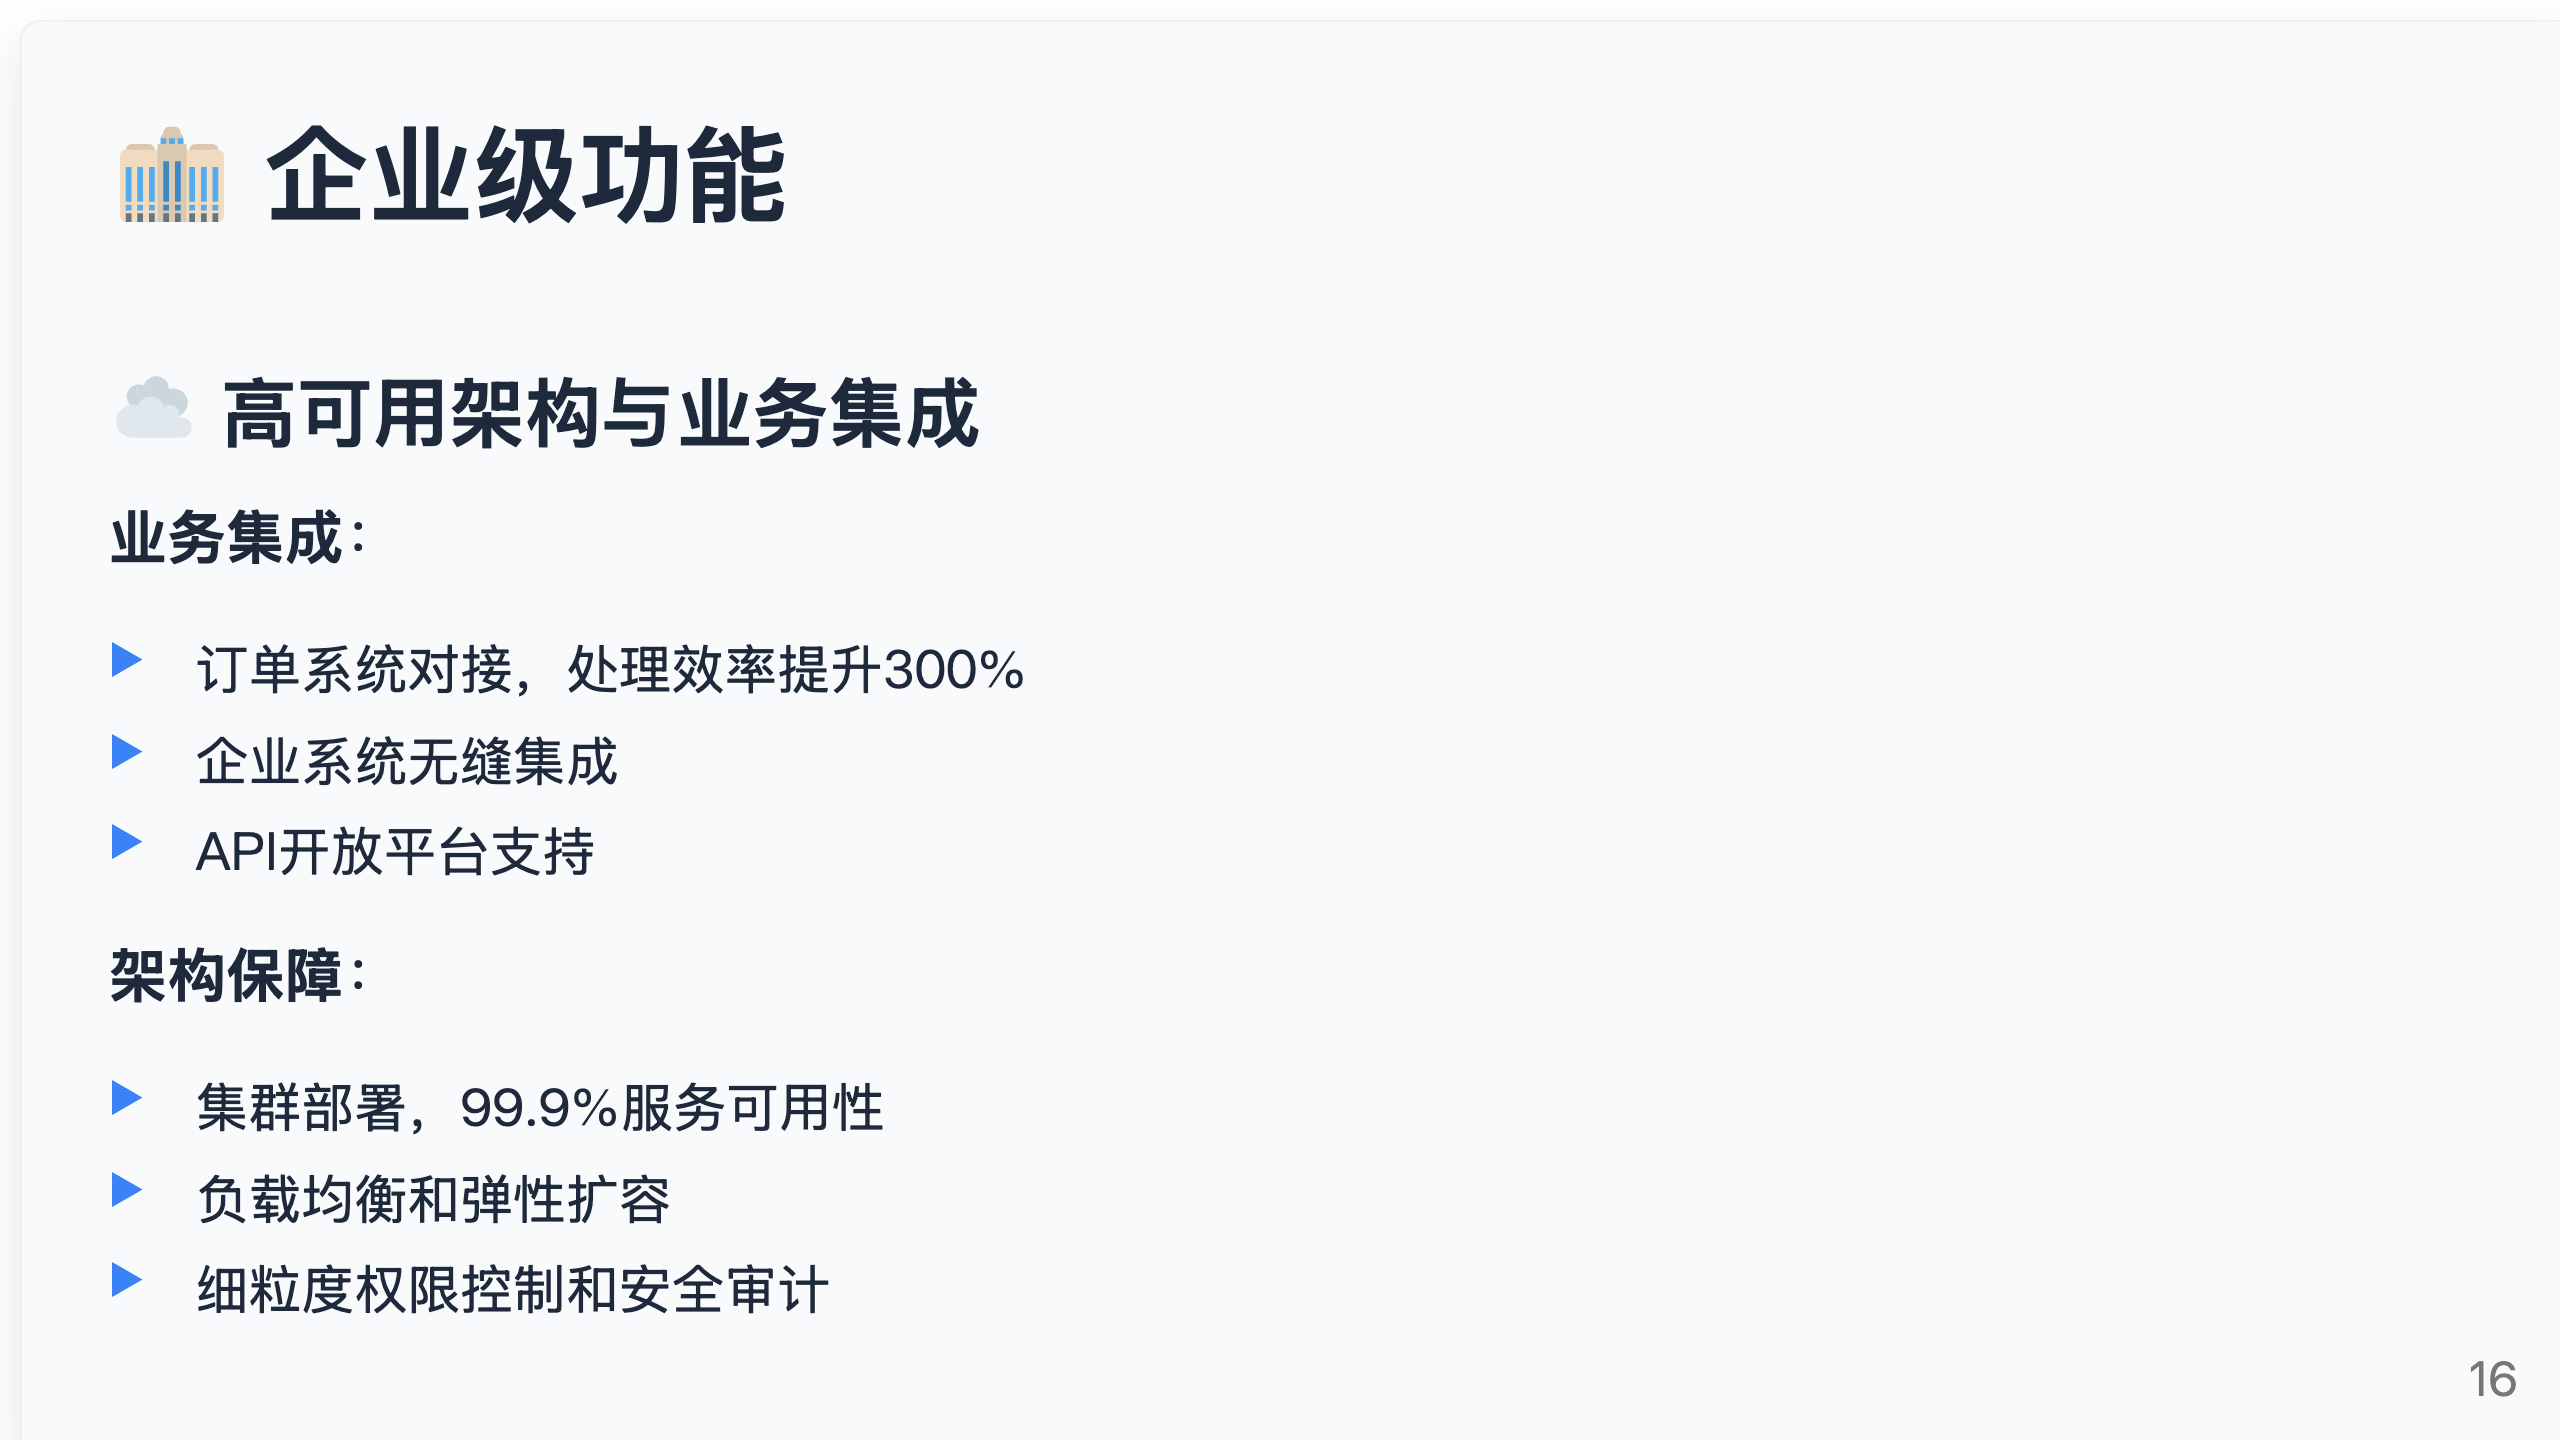 企业级功能
高可用架构与业务集成
业务集成：
订单系统对接，处理效率提升300%
企业系统无缝集成
API开放平台支持
架构保障：
集群部署，99.9%服务可用性
负载均衡和弹性扩容
细粒度权限控制和安全审计
16